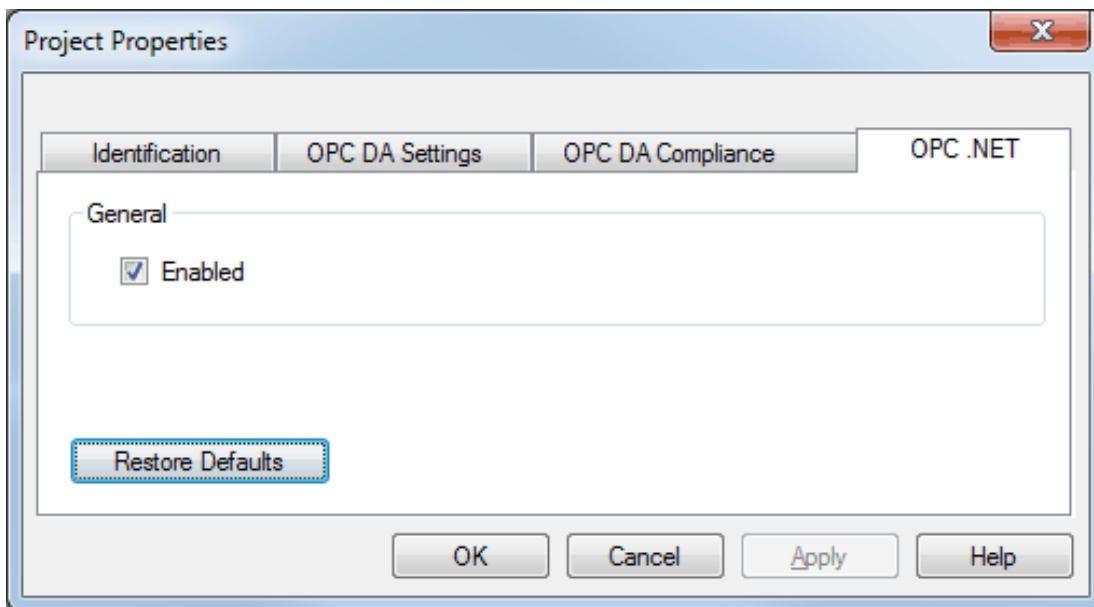 Project Properties
Identification OPC DA Settings OPC DA Compliance OPC .NET
General
Enabled
Restore Defaults
OK Cancel Apply Help